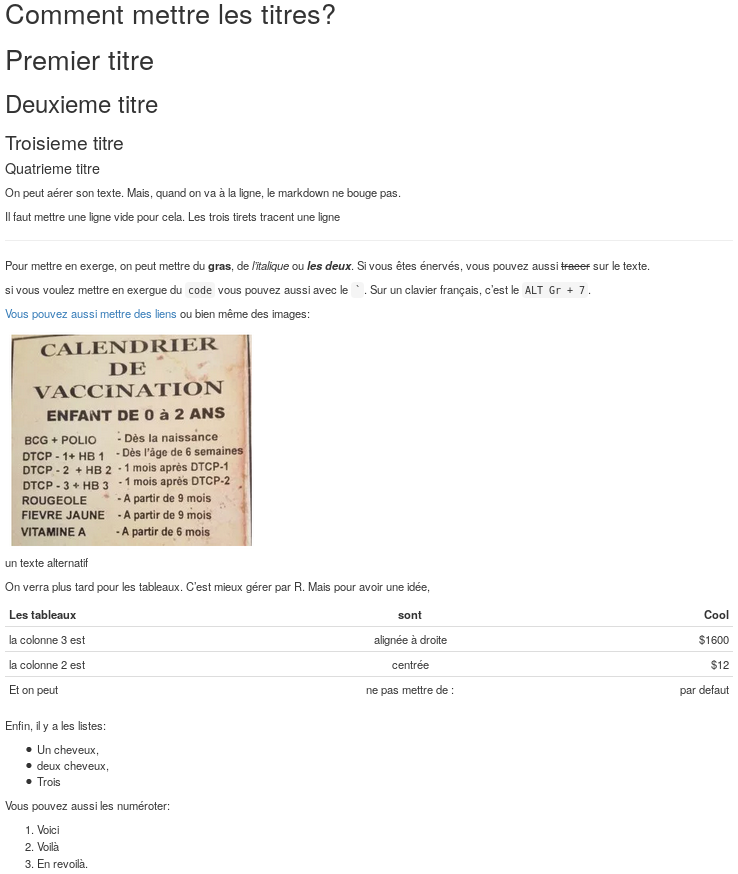 Comment mettre les titres?
Premier titre
Deuxieme titre
Troisieme titre
Quatrieme titre
On peut aérer son texte. Mais, quand on va à la ligne, le markdown ne bouge pas.
Il faut mettre une ligne vide pour cela. Les trois tirets tracent une ligne
Pour mettre en exerge, on peut mettre du gras, de l'italique ou les deux. Si vous êtes énervés, vous pouvez aussi tracer sur le texte.
si vous voulez mettre en exergue du code vous pouvez aussi avec le `. Sur un clavier français, c'est le ALT Gr + 7.
Vous pouvez aussi mettre des liens ou bien même des images:
CALENDRIER
DE
VACCINATION
ENFANT DE 0 à 2 ANS
BCG + POLIO - Dès la naissance
DTCP - 1+ HB 1 - Dès l'âge de 6 semaines
DTCP - 2 + HB 2 - 1 mois aprés DTCP-1
DTCP - 3 + HB 3 - 1 mois aprés DTCP-2
ROUGEOLE - A partir de 9 mois
FIEVRE JAUNE - A partir de 9 mois
VITAMINE A - A partir de 6 mois
un texte alternatif
On verra plus tard pour les tableaux. C'est mieux gérer par R. Mais pour avoir une idée,
Les tableaux sont Cool
la colonne 3 est alignée à droite $1600
la colonne 2 est centrée $12
Et on peut ne pas mettre de : par defaut
Enfin, il y a les listes:
• Un cheveux,
• deux cheveux,
• Trois
Vous pouvez aussi les numéroter:
1. Voici
2. Voilà
3. En revoilà.